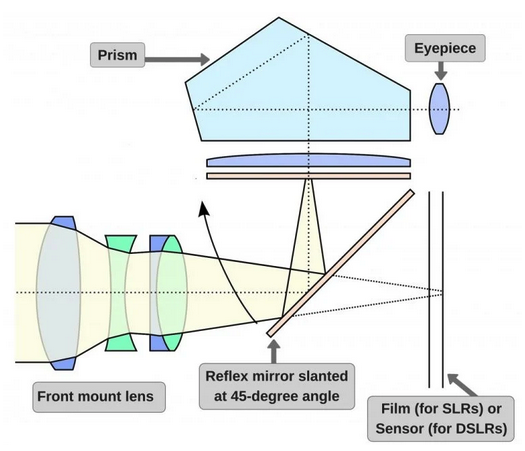 Prism
Eyepiece
Front mount lens
Reflex mirror slanted
at 45-degree angle
Film (for SLRs) or
Sensor (for DSLRs)